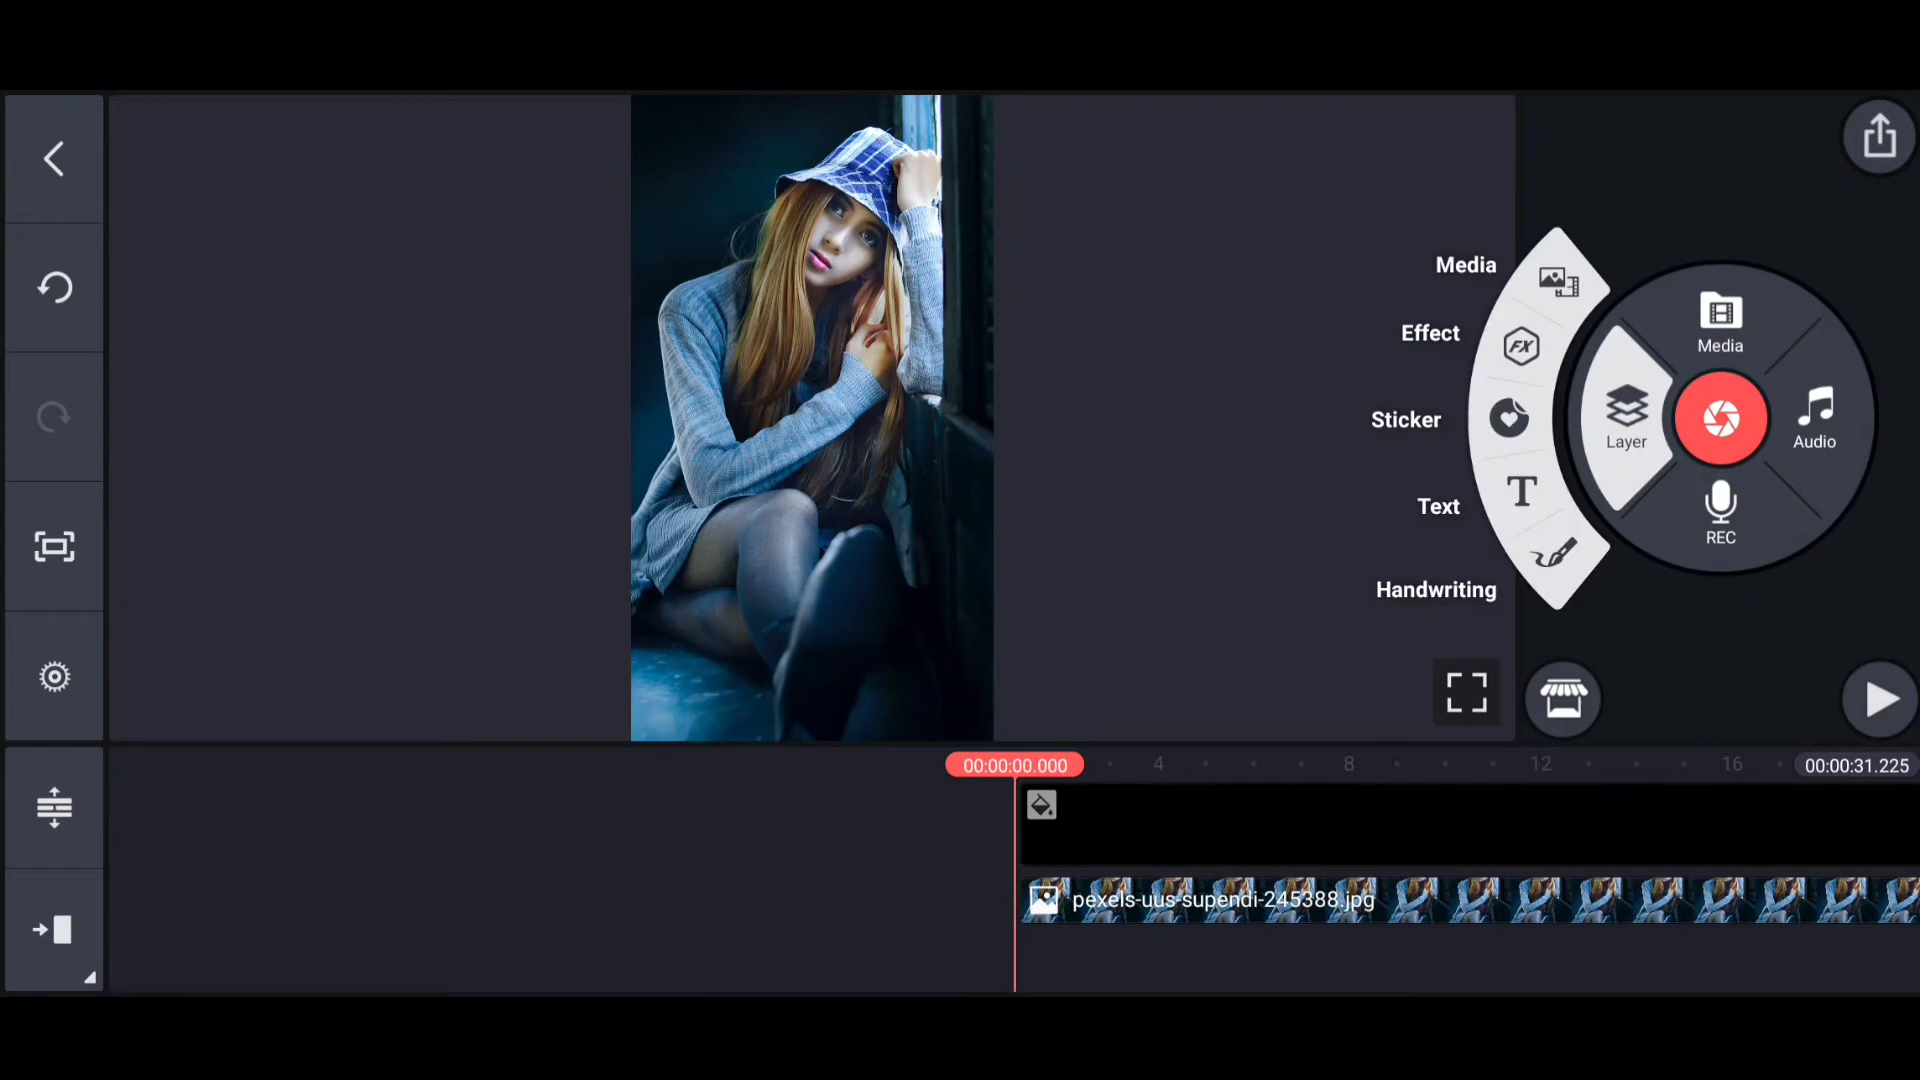 Media
Effect
Sticker
Text
Handwriting
FX
Media
Layer
Audio
REC
00:00:00.000
4
8
12
16
00:00:31.225
pexels-uus-supendi-245388.jpg